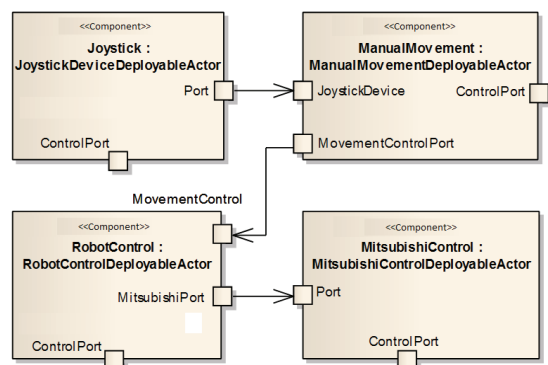 <<Component>>
Joystick :
JoystickDeviceDeployableActor
Port
ControlPort
<<Component>>
ManualMovement :
ManualMovementDeployableActor
JoystickDevice
ControlPort
MovementControlPort
MovementControl
<<Component>>
RobotControl :
RobotControlDeployableActor
MitsubishiPort
ControlPort
<<Component>>
MitsubishiControl :
MitsubishiControlDeployableActor
Port
ControlPort